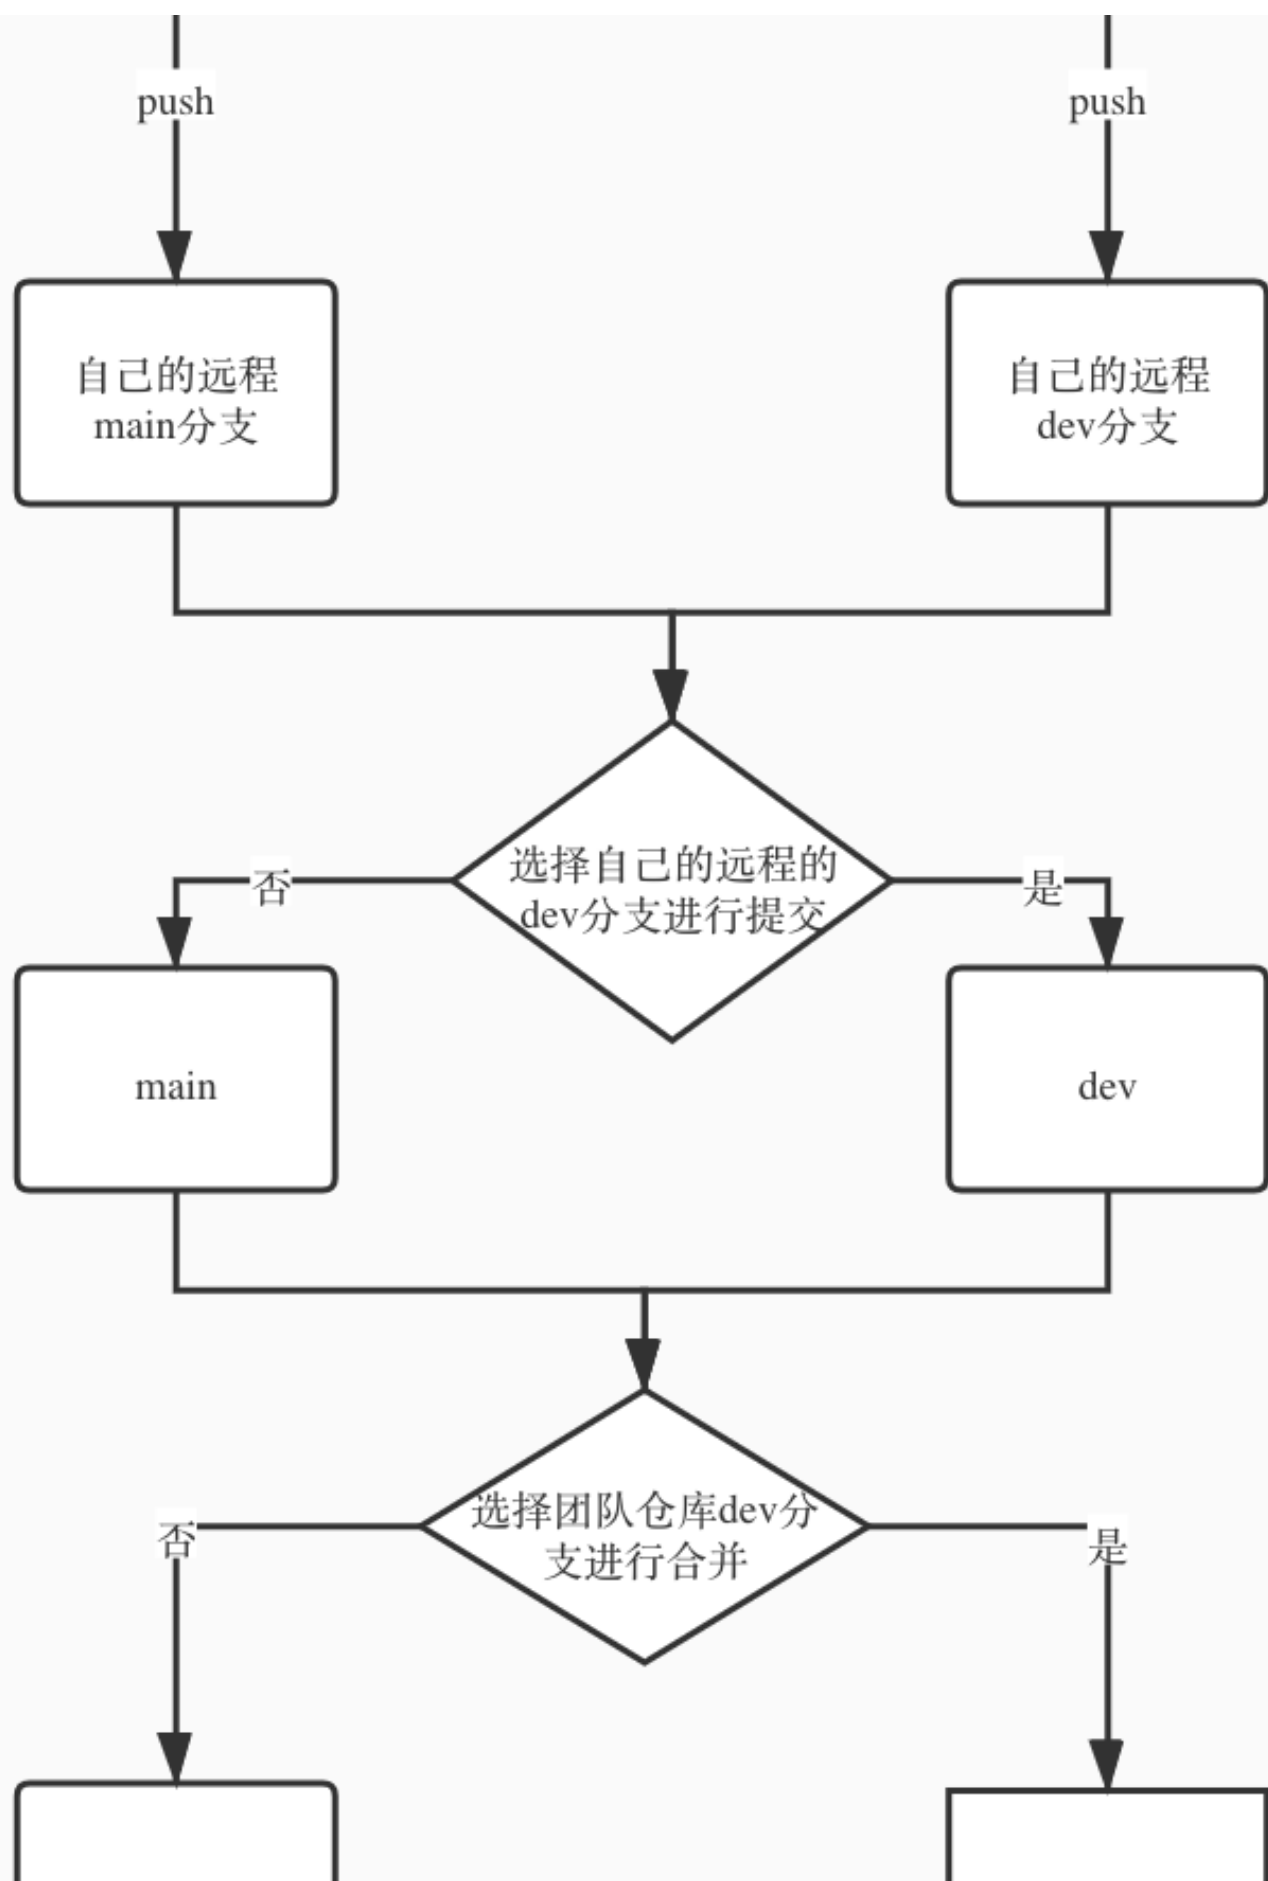 push
push
自己的远程
main分支
自己的远程
dev分支
选择自己的远程的
dev分支进行提交
否
是
main
dev
选择团队仓库dev分
支进行合并
否
是